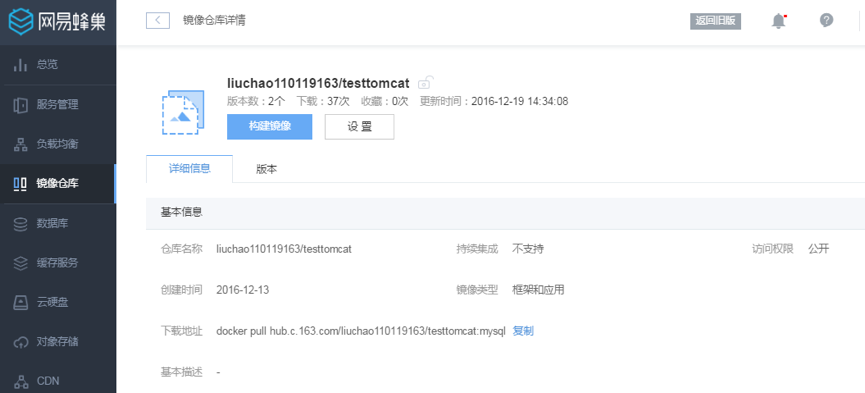 网易蜂巢
镜像仓库详情
返回旧版
总览
服务管理
负载均衡
镜像仓库
数据库
缓存服务
云硬盘
对象存储
CDN
liuchao110119163/testtomcat
版本数：2个 下载：37次 收藏：0次 更新时间：2016-12-19 14:34:08
构建镜像 设 置
详细信息 版本
基本信息
仓库名称 liuchao110119163/testtomcat 持续集成 不支持 访问权限 公开
创建时间 2016-12-13 镜像类型 框架和应用
下载地址 docker pull hub.c.163.com/liuchao110119163/testtomcat:mysql 复制
基本描述 -